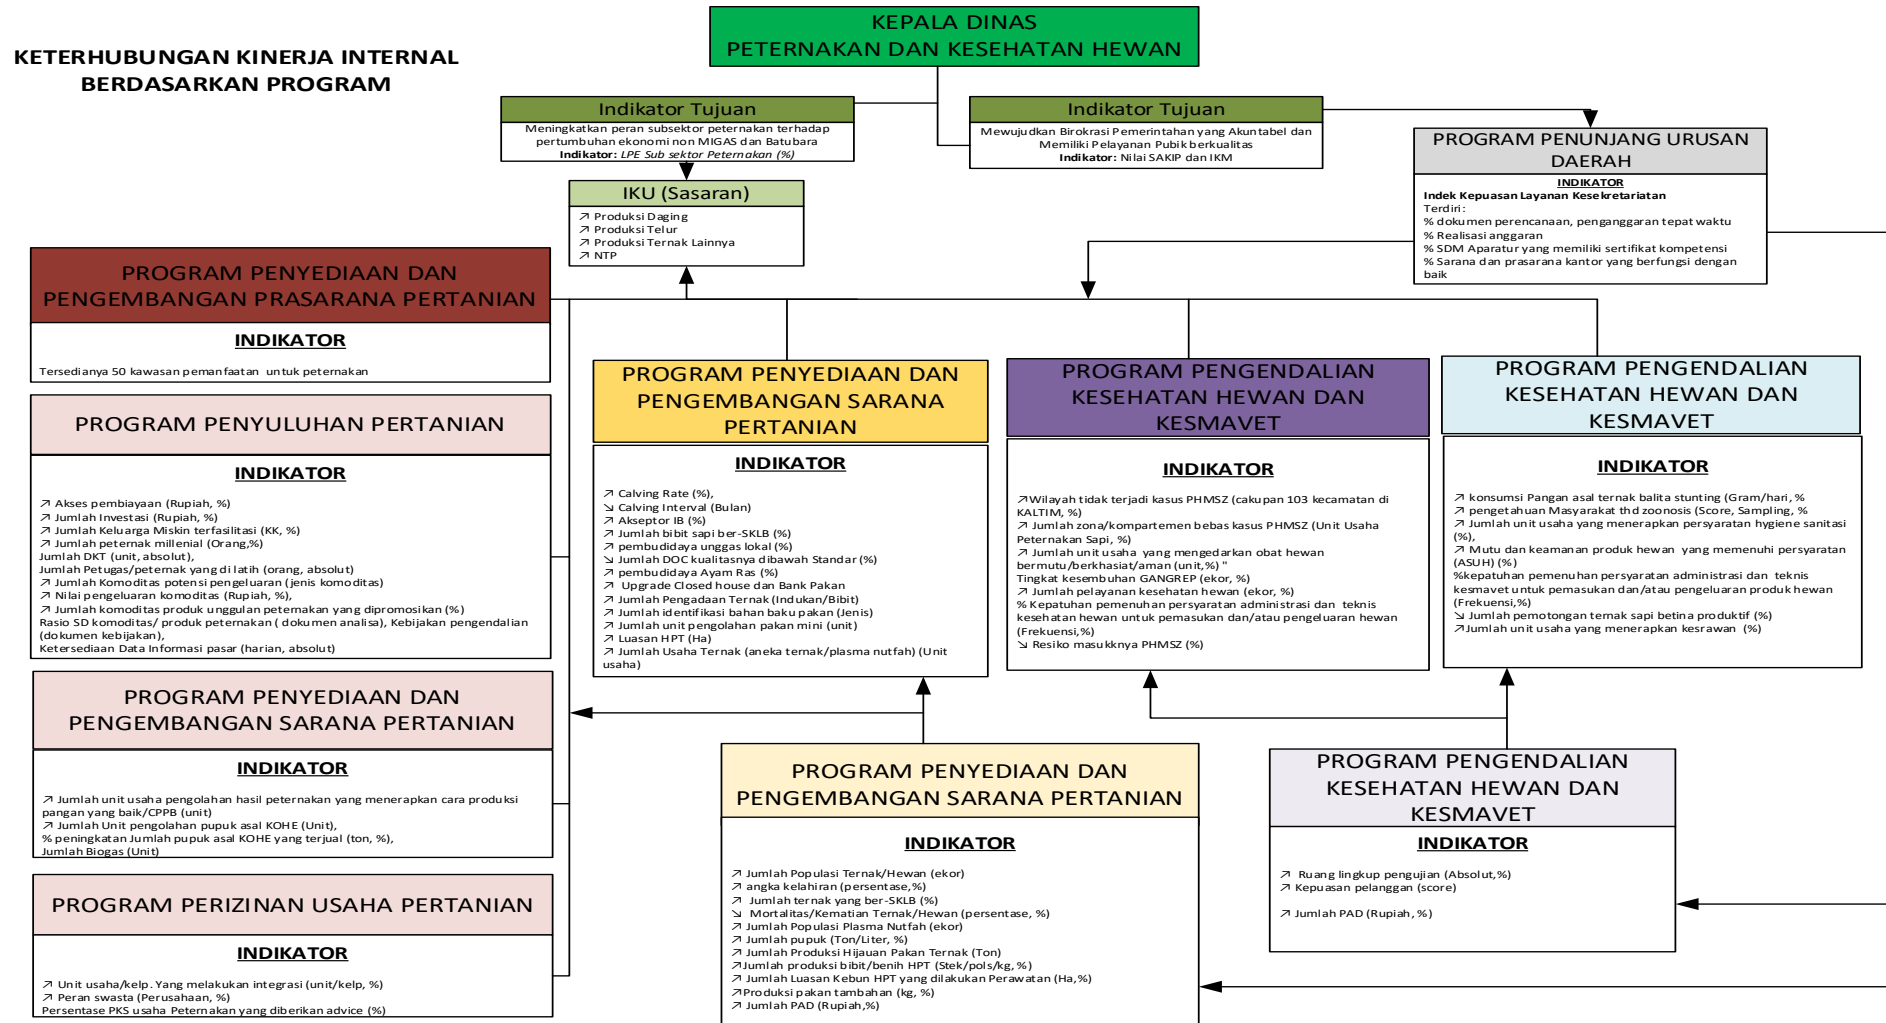 KEPALA DINAS
PETERNAKAN DAN KESEHATAN HEWAN
KETERHUBUNGAN KINERJA INTERNAL
BERDASARKAN PROGRAM
Indikator Tujuan
Meningkatkan peran subsektor peternakan terhadap
pertumbuhan ekonomi non MIGAS dan Batubara
Indikator: LPE Sub sektor Peternakan (%)
Indikator Tujuan
Mewujudkan Birokrasi Pemerintahan yang Akuntabel dan
Memiliki Pelayanan Pubik berkualitas
Indikator: Nilai SAKIP dan IKM
PROGRAM PENUNJANG URUSAN
DAERAH
INDIKATOR
Indek Kepuasan Layanan Kesekretariatan
Terdiri:
% dokumen perencanaan, penganggaran tepat waktu
% Realisasi anggaran
% SDM Aparatur yang memiliki sertifikat kompetensi
% Sarana dan prasarana kantor yang berfungsi dengan
baik
IKU (Sasaran)
↗ Produksi Daging
↗ Produksi Telur
↗ Produksi Ternak Lainnya
↗ NTP
PROGRAM PENYEDIAAN DAN
PENGEMBANGAN PRASARANA PERTANIAN
INDIKATOR
Tersedianya 50 kawasan pemanfaatan untuk peternakan
PROGRAM PENYULUHAN PERTANIAN
INDIKATOR
↗ Akses pembiayaan (Rupiah, %)
↗ Jumlah Investasi (Rupiah, %)
↗ Jumlah Keluarga Miskin terfasilitasi (KK, %)
↗ Jumlah peternak millenial (Orang,%)
Jumlah DKT (unit, absolut),
Jumlah Petugas/peternak yang di latih (orang, absolut)
↗ Jumlah Komoditas potensi pengeluaran (jenis komoditas)
↗ Nilai pengeluaran komoditas (Rupiah, %),
↗ Jumlah komoditas produk unggulan peternakan yang dipromosikan (%)
Rasio SD komoditas/ produk peternakan ( dokumen analisa), Kebijakan pengendalian
(dokumen kebijakan),
Ketersediaan Data Informasi pasar (harian, absolut)
PROGRAM PENYEDIAAN DAN
PENGEMBANGAN SARANA PERTANIAN
INDIKATOR
↗ Jumlah unit usaha pengolahan hasil peternakan yang menerapkan cara produksi
pangan yang baik/CPPB (unit)
↗ Jumlah Unit pengolahan pupuk asal KOHE (Unit),
% peningkatan Jumlah pupuk asal KOHE yang terjual (ton, %),
Jumlah Biogas (Unit)
PROGRAM PERIZINAN USAHA PERTANIAN
INDIKATOR
↗ Unit usaha/kelp. Yang melakukan integrasi (unit/kelp, %)
↗ Peran swasta (Perusahaan, %)
Persentase PKS usaha Peternakan yang diberikan advice (%)
PROGRAM PENYEDIAAN DAN
PENGEMBANGAN SARANA
PERTANIAN
INDIKATOR
↗ Calving Rate (%),
↘ Calving Interval (Bulan)
↗ Akseptor IB (%)
↗ Jumlah bibit sapi ber-SKLB (%)
↗ pembudidaya unggas lokal (%)
↘ Jumlah DOC kualitasnya dibawah Standar (%)
↗ pembudidaya Ayam Ras (%)
↗ Upgrade Closed house dan Bank Pakan
↗ Jumlah Pengadaan Ternak (Indukan/Bibit)
↗ Jumlah identifikasi bahan baku pakan (Jenis)
↗ Jumlah unit pengolahan pakan mini (unit)
↗ Luasan HPT (Ha)
↗ Jumlah Usaha Ternak (aneka ternak/plasma nutfah) (Unit
usaha)
PROGRAM PENGENDALIAN
KESEHATAN HEWAN DAN
KESMAVET
INDIKATOR
↗Wilayah tidak terjadi kasus PHMSZ (cakupan 103 kecamatan di
KALTIM, %)
↗ Jumlah zona/kompartemen bebas kasus PHMSZ (Unit Usaha
Peternakan Sapi, %)
↗ Jumlah unit usaha yang mengedarkan obat hewan
bermutu/berkhasiat/aman (unit,%) "
Tingkat kesembuhan GANGREP (ekor, %)
↗ Jumlah pelayanan kesehatan hewan (ekor, %)
% Kepatuhan pemenuhan persyaratan administrasi dan teknis
kesehatan hewan untuk pemasukan dan/atau pengeluaran hewan
(Frekuensi,%)
↘ Resiko masukknya PHMSZ (%)
PROGRAM PENGENDALIAN
KESEHATAN HEWAN DAN
KESMAVET
INDIKATOR
↗ konsumsi Pangan asal ternak balita stunting (Gram/hari, %
↗ pengetahuan Masyarakat thd zoonosis (Score, Sampling, %
↗ Jumlah unit usaha yang menerapkan persyaratan hygiene sanitasi
(%),
↗ Mutu dan keamanan produk hewan yang memenuhi persyaratan
(ASUH) (%)
%kepatuhan pemenuhan persyaratan administrasi dan teknis
kesmavet untuk pemasukan dan/atau pengeluaran produk hewan
(Frekuensi,%)
↘ Jumlah pemotongan ternak sapi betina produktif (%)
↗Jumlah unit usaha yang menerapkan kesrawan (%)
PROGRAM PENYEDIAAN DAN
PENGEMBANGAN SARANA PERTANIAN
INDIKATOR
↗ Jumlah Populasi Ternak/Hewan (ekor)
↗ angka kelahiran (persentase,%)
↗ Jumlah ternak yang ber-SKLB (%)
↘ Mortalitas/Kematian Ternak/Hewan (persentase, %)
↗ Jumlah Populasi Plasma Nutfah (ekor)
↗ Jumlah pupuk (Ton/Liter, %)
↗ Jumlah Produksi Hijauan Pakan Ternak (Ton)
↗Jumlah produksi bibit/benih HPT (Stek/pols/kg, %)
↗ Jumlah Luasan Kebun HPT yang dilakukan Perawatan (Ha,%)
↗Produksi pakan tambahan (kg, %)
↗ Jumlah PAD (Rupiah,%)
PROGRAM PENGENDALIAN
KESEHATAN HEWAN DAN
KESMAVET
INDIKATOR
↗ Ruang lingkup pengujian (Absolut,%)
↗ Kepuasan pelanggan (score)
↗ Jumlah PAD (Rupiah, %)